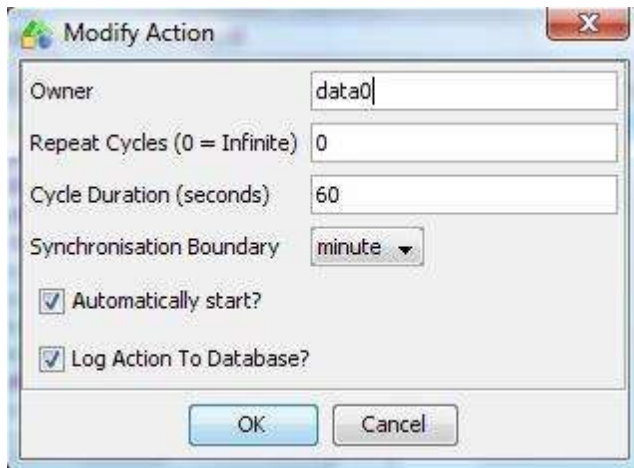 Modify Action
Owner data0
Repeat Cycles (0 = Infinite) 0
Cycle Duration (seconds) 60
Synchronisation Boundary minute
Automatically start?
Log Action To Database?
OK Cancel